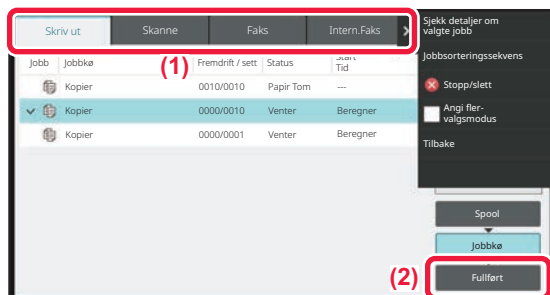 Skriv ut
Skanne
Faks
Intern.Faks
Sjekk detaljer om
valgte jobb
Jobb
Jobbkø
(1)
Fremdrift / sett
Status
Start
Tid
Jobbsorteringssekvens
Kopier
0010/0010
Papir Tom
---
Stopp/slett
Kopier
0000/0010
Venter
Beregner
Angi fler-
valgsmodus
Kopier
0000/0001
Venter
Beregner
Tilbake
Spool
Jobbkø
(2)
Fullført